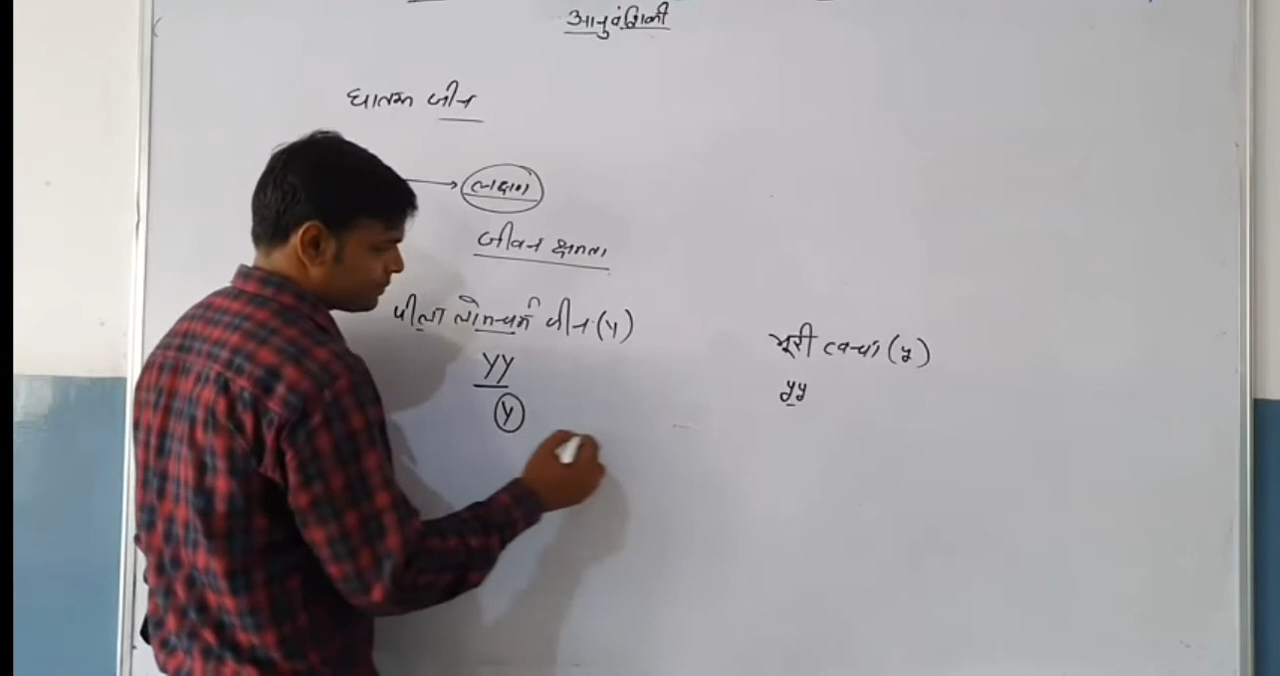 आनुवंशिकी
घातक जीन
लक्षण
जीवन क्षमता
पीला लोमचर्म जीन (Y)
YY
Y
भूरी त्वचा (y)
yy